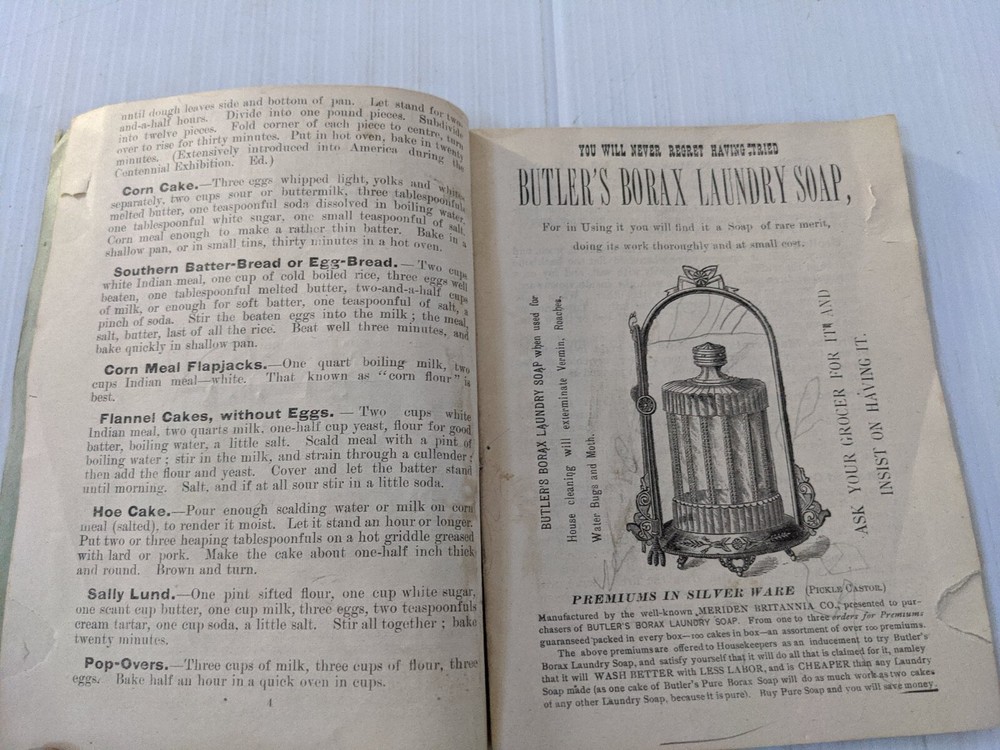 until dough leaves side and bottom of pan. Let stand for two-
and-a-half hours. Divide into one pound pieces. Subdivide
into twelve pieces. Fold corner of each piece to centre, turn
over to rise for thirty minutes. Put in hot oven, bake in twenty
minutes. (Extensively introduced into America during the
Centennial Exhibition. Ed.)
Corn Cake.—Three eggs whipped light, yolks and whites
separately, two cups sour or buttermilk, three tablespoonfuls
melted butter, one teaspoonful soda dissolved in boiling water,
one tablespoonful white sugar, one small teaspoonful of salt.
Corn meal enough to make a rather thin batter. Bake in a
shallow pan, or in small tins, thirty minutes in a hot oven.
Southern Batter-Bread or Egg-Bread.—Two cups
white Indian meal, one cup of cold boiled rice, three eggs well
beaten, one tablespoonful melted butter, two-and-a-half cups
of milk, or enough for soft batter, one teaspoonful of salt, a
pinch of soda. Stir the beaten eggs into the milk; the meal,
salt, butter, last of all the rice. Beat well three minutes, and
bake quickly in shallow pan.
Corn Meal Flapjacks.—One quart boiling milk, two
cups Indian meal—white. That known as "corn flour" is
best.
Flannel Cakes, without Eggs.—Two cups white
Indian meal, two quarts milk, one-half cup yeast, flour for good
batter, boiling water, a little salt. Scald meal with a pint of
boiling water; stir in the milk, and strain through a cullender;
then add the flour and yeast. Cover and let the batter stand
until morning. Salt, and if at all sour stir in a little soda.
Hoe Cake.—Pour enough scalding water or milk on corn
meal (salted), to render it moist. Let it stand an hour or longer.
Put two or three heaping tablespoonfuls on a hot griddle greased
with lard or pork. Make the cake about one-half inch thick
and round. Brown and turn.
Sally Lund.—One pint sifted flour, one cup white sugar,
one scant cup butter, one cup milk, three eggs, two teaspoonfuls
cream tartar, one cup soda, a little salt. Stir all together; bake
twenty minutes.
Pop-Overs.—Three cups of milk, three cups of flour, three
eggs. Bake half an hour in a quick oven in cups.
4
YOU WILL NEVER REGRET HAVING TRIED
BUTLER'S BORAX LAUNDRY SOAP,
For in Using it you will find it a Soap of rare merit,
doing its work thoroughly and at small cost.
BUTLER'S BORAX LAUNDRY SOAP when used for
House cleaning will exterminate Vermin, Roaches,
Water Bugs and Moth.
ASK YOUR GROCER FOR IT AND
INSIST ON HAVING IT.
PREMIUMS IN SILVER WARE (PICKLE CASTOR.)
Manufactured by the well-known MERIDEN BRITANNIA CO., presented to pur-
chasers of BUTLER'S BORAX LAUNDRY SOAP. From one to three orders for Premiums
guaranseed packed in every box—100 cakes in box—an assortment of over 100 premiums.
The above premiums are offered to Housekeepers as an inducement to try Butler's
Borax Laundry Soap, and satisfy yourself that it will do all that is claimed for it, namley
that it will WASH BETTER with LESS LABOR, and is CHEAPER than any Laundry
Soap made (as one cake of Butler's Pure Borax Soap will do as much work as two cakes
of any other Laundry Soap, because it is pure). Buy Pure Soap and you will save money.